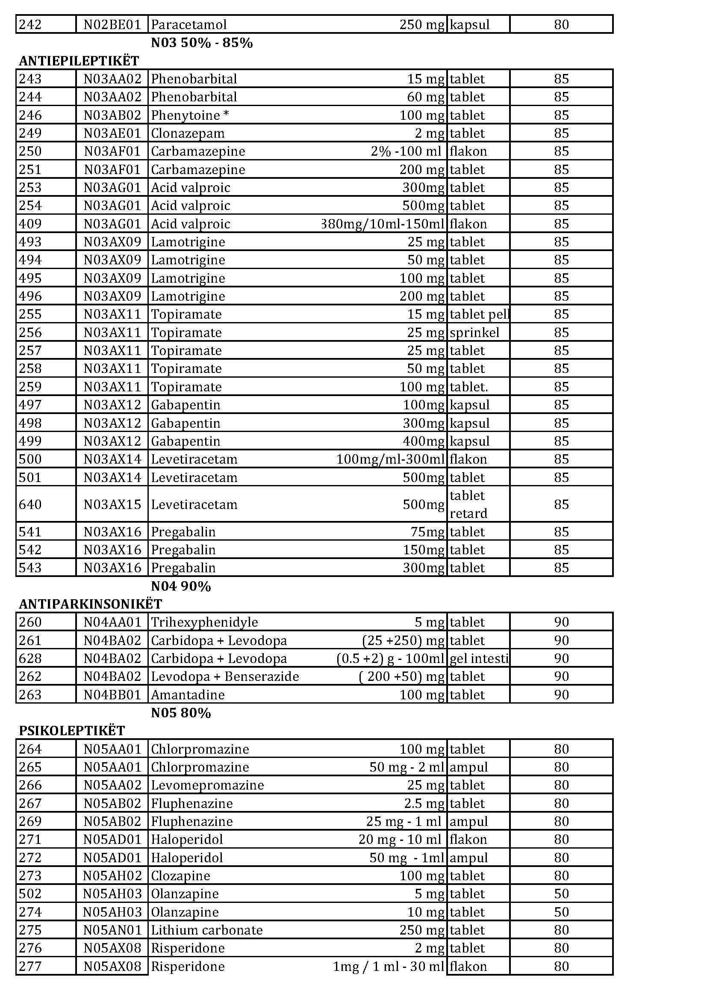 242 N02BE01 Paracetamol 250 mg kapsul 80
N03 50% - 85%
ANTIEPILEPTIKËT
243 N03AA02 Phenobarbital 15 mg tablet 85
244 N03AA02 Phenobarbital 60 mg tablet 85
246 N03AB02 Phenytoine * 100 mg tablet 85
249 N03AE01 Clonazepam 2 mg tablet 85
250 N03AF01 Carbamazepine 2% -100 ml flakon 85
251 N03AF01 Carbamazepine 200 mg tablet 85
253 N03AG01 Acid valproic 300mg tablet 85
254 N03AG01 Acid valproic 500mg tablet 85
409 N03AG01 Acid valproic 380mg/10ml-150ml flakon 85
493 N03AX09 Lamotrigine 25 mg tablet 85
494 N03AX09 Lamotrigine 50 mg tablet 85
495 N03AX09 Lamotrigine 100 mg tablet 85
496 N03AX09 Lamotrigine 200 mg tablet 85
255 N03AX11 Topiramate 15 mg tablet pell 85
256 N03AX11 Topiramate 25 mg sprinkel 85
257 N03AX11 Topiramate 25 mg tablet 85
258 N03AX11 Topiramate 50 mg tablet 85
259 N03AX11 Topiramate 100 mg tablet. 85
497 N03AX12 Gabapentin 100mg kapsul 85
498 N03AX12 Gabapentin 300mg kapsul 85
499 N03AX12 Gabapentin 400mg kapsul 85
500 N03AX14 Levetiracetam 100mg/ml-300ml flakon 85
501 N03AX14 Levetiracetam 500mg tablet 85
640 N03AX15 Levetiracetam 500mg tablet retard 85
541 N03AX16 Pregabalin 75mg tablet 85
542 N03AX16 Pregabalin 150mg tablet 85
543 N03AX16 Pregabalin 300mg tablet 85
N04 90%
ANTIPARKINSONIKËT
260 N04AA01 Trihexyphenidyle 5 mg tablet 90
261 N04BA02 Carbidopa + Levodopa (25 +250) mg tablet 90
628 N04BA02 Carbidopa + Levodopa (0.5 +2) g - 100ml gel intesti 90
262 N04BA02 Levodopa + Benserazide ( 200 +50) mg tablet 90
263 N04BB01 Amantadine 100 mg tablet 90
N05 80%
PSIKOLEPTIKËT
264 N05AA01 Chlorpromazine 100 mg tablet 80
265 N05AA01 Chlorpromazine 50 mg - 2 ml ampul 80
266 N05AA02 Levomepromazine 25 mg tablet 80
267 N05AB02 Fluphenazine 2.5 mg tablet 80
269 N05AB02 Fluphenazine 25 mg - 1 ml ampul 80
271 N05AD01 Haloperidol 20 mg - 10 ml flakon 80
272 N05AD01 Haloperidol 50 mg - 1ml ampul 80
273 N05AH02 Clozapine 100 mg tablet 80
502 N05AH03 Olanzapine 5 mg tablet 50
274 N05AH03 Olanzapine 10 mg tablet 50
275 N05AN01 Lithium carbonate 250 mg tablet 80
276 N05AX08 Risperidone 2 mg tablet 80
277 N05AX08 Risperidone 1mg / 1 ml - 30 ml flakon 80